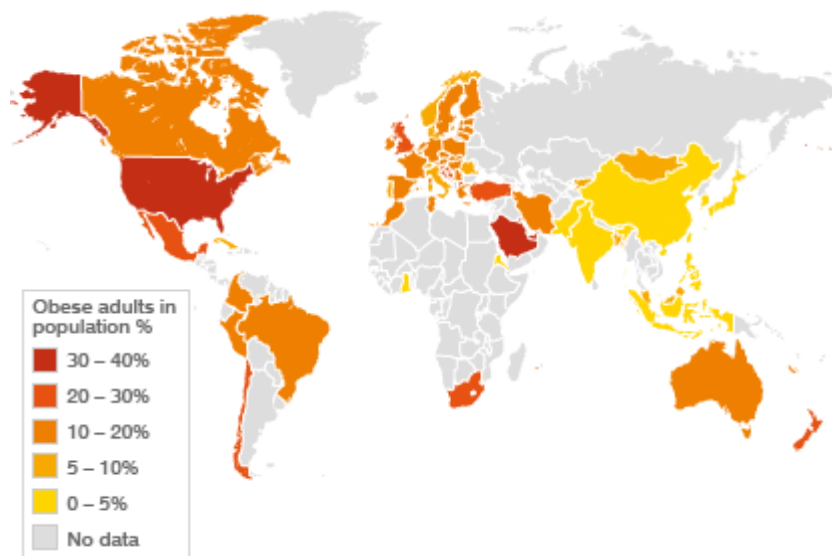 Obese adults in
population %
30 – 40%
20 – 30%
10 – 20%
5 – 10%
0 – 5%
No data